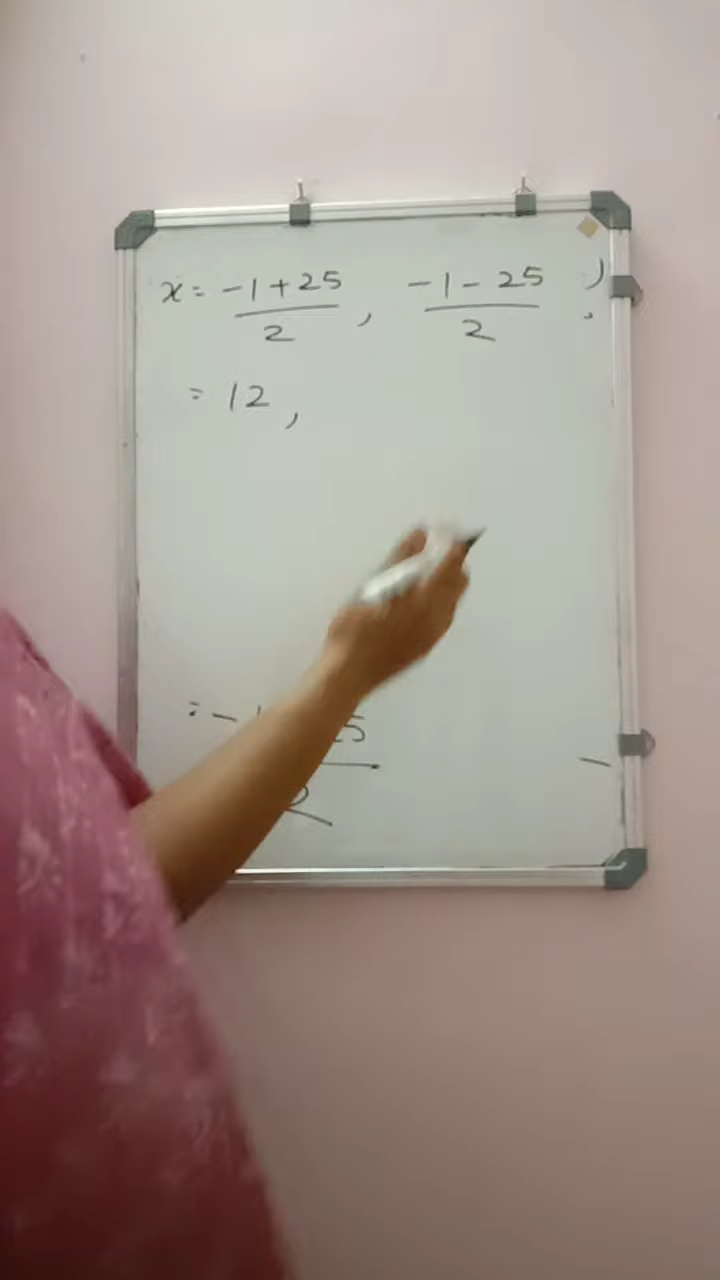 x = -1+25/2 , -1-25/2 ;
= 12 ,